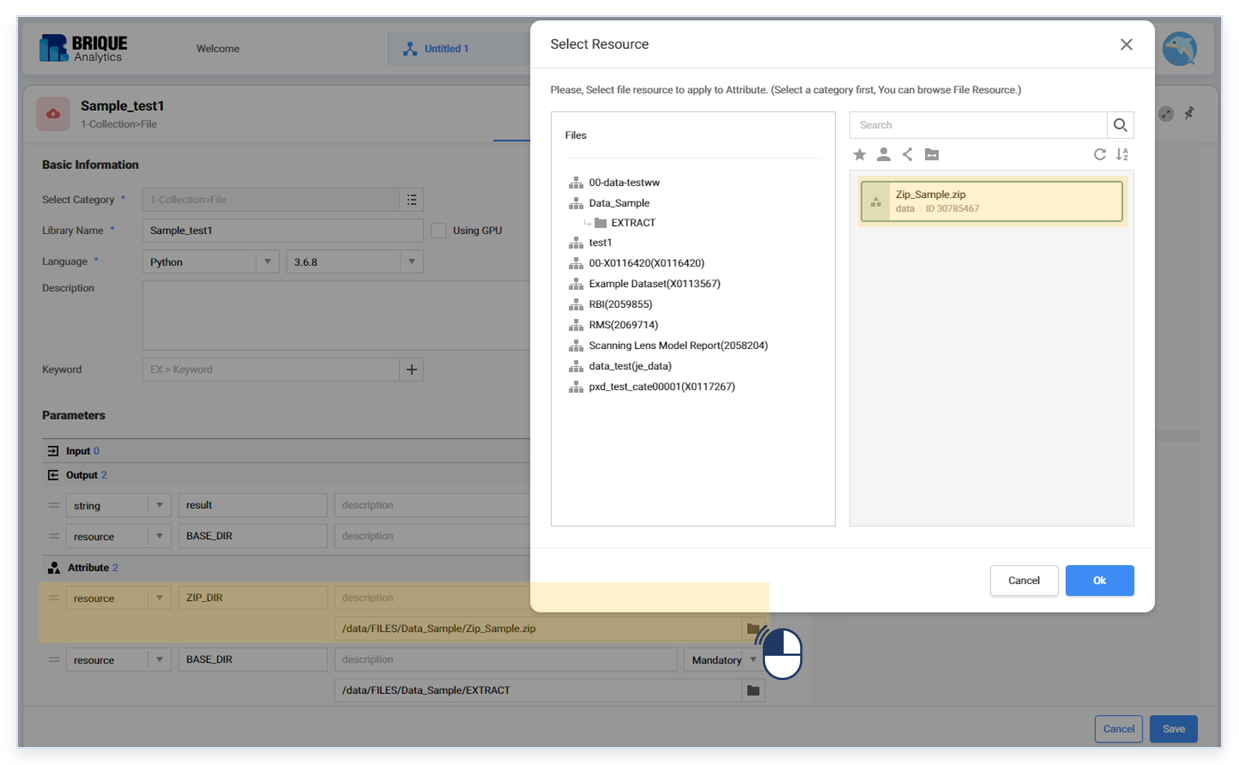 BRIQUE
Analytics
Welcome
Untitled 1
Sample_test1
1-Collection>File
Basic Information
Select Category *
1-Collection>File
Library Name *
Sample_test1
Using GPU
Language *
Python
3.6.8
Description
Keyword
EX > Keyword
Parameters
Input 0
Output 2
string
result
description
resource
BASE_DIR
description
Attribute 2
resource
ZIP_DIR
description
/data/FILES/Data_Sample/Zip_Sample.zip
resource
BASE_DIR
description
Mandatory
/data/FILES/Data_Sample/EXTRACT
Cancel
Save
Select Resource
Please, Select file resource to apply to Attribute. (Select a category first, You can browse File Resource.)
Files
00-data-testww
Data_Sample
EXTRACT
test1
00-X0116420(X0116420)
Example Dataset(X0113567)
RBI(2059855)
RMS(2069714)
Scanning Lens Model Report(2058204)
data_test(je_data)
pxd_test_cate00001(X0117267)
Search
Zip_Sample.zip
data | ID 30785467
Cancel
Ok